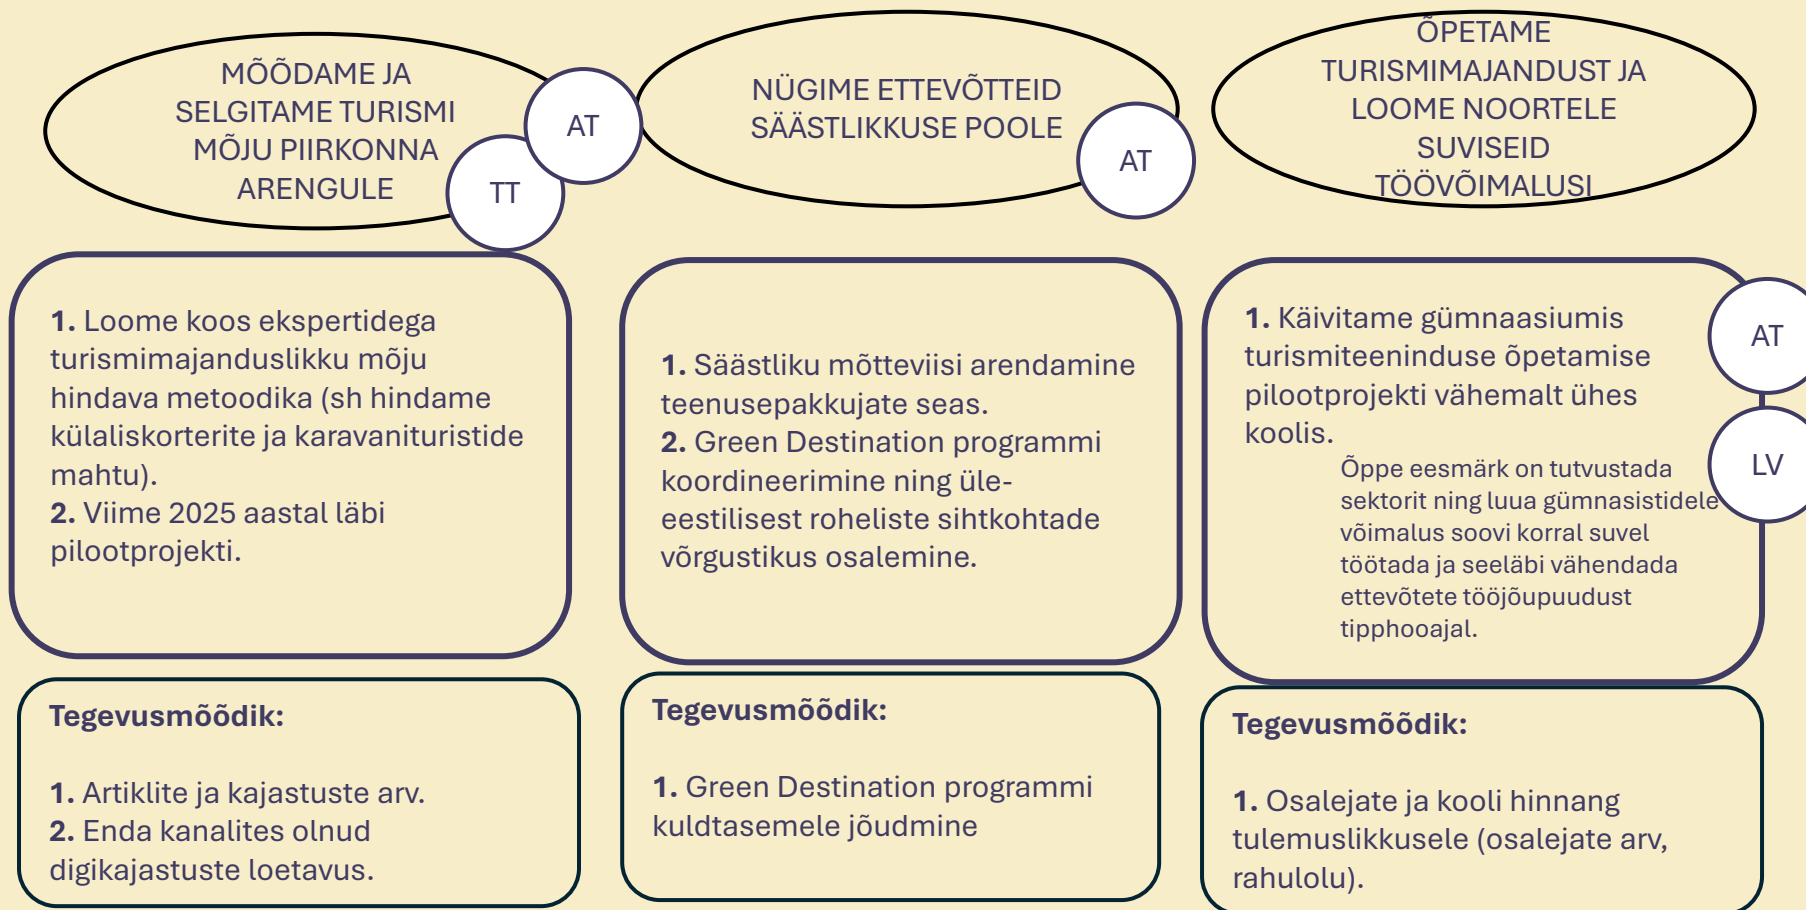 MÕÕDAME JA
SELGITAME TURISMI
MÕJU PIIRKONNA
ARENGULE
AT
TT
NÜGIME ETTEVÕTTEID
SÄÄSTLIKKUSE POOLE
AT
ÕPETAME
TURISMIMAJANDUST JA
LOOME NOORTELE
SUVISEID
TÖÖVÕIMALUSI
1. Loome koos ekspertidega
turismimajanduslikku mõju
hindava metoodika (sh hindame
külaliskorterite ja karavanituristide
mahtu).
2. Viime 2025 aastal läbi
pilootprojekti.
1. Säästliku mõtteviisi arendamine
teenusepakkujate seas.
2. Green Destination programmi
koordineerimine ning üle-
eestilisest roheliste sihtkohtade
võrgustikus osalemine.
1. Käivitame gümnaasiumis
turismiteeninduse õpetamise
pilootprojekti vähemalt ühes
koolis.
Õppe eesmärk on tutvustada
sektorit ning luua gümnasistidele
võimalus soovi korral suvel
töötada ja seeläbi vähendada
ettevõtete tööjõupuudust
tipphooajal.
AT
LV
Tegevusmõõdik:
1. Artiklite ja kajastuste arv.
2. Enda kanalites olnud
digikajastuste loetavus.
Tegevusmõõdik:
1. Green Destination programmi
kuldtasemele jõudmine
Tegevusmõõdik:
1. Osalejate ja kooli hinnang
tulemuslikkusele (osalejate arv,
rahulolu).